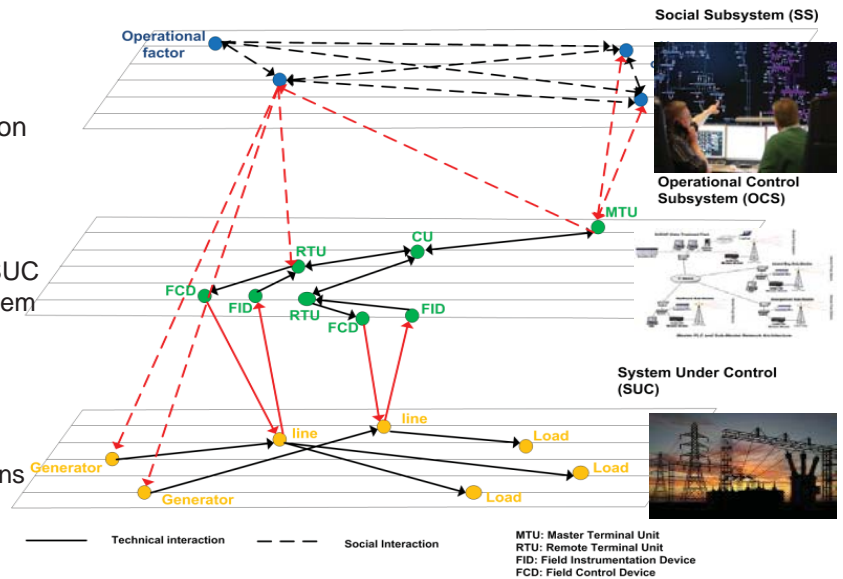 Social Subsystem (SS)
Operational
factor
on
Operational Control
Subsystem (OCS)
MTU
CU
RTU
SUC
em
FCD
FID
RTU
FID
FCD
System Under Control
(SUC)
line
line
Load
Generator
Load
ns
Generator
Load
Technical interaction
Social Interaction
MTU: Master Terminal Unit
RTU: Remote Terminal Unit
FID: Field Instrumentation Device
FCD: Field Control Device